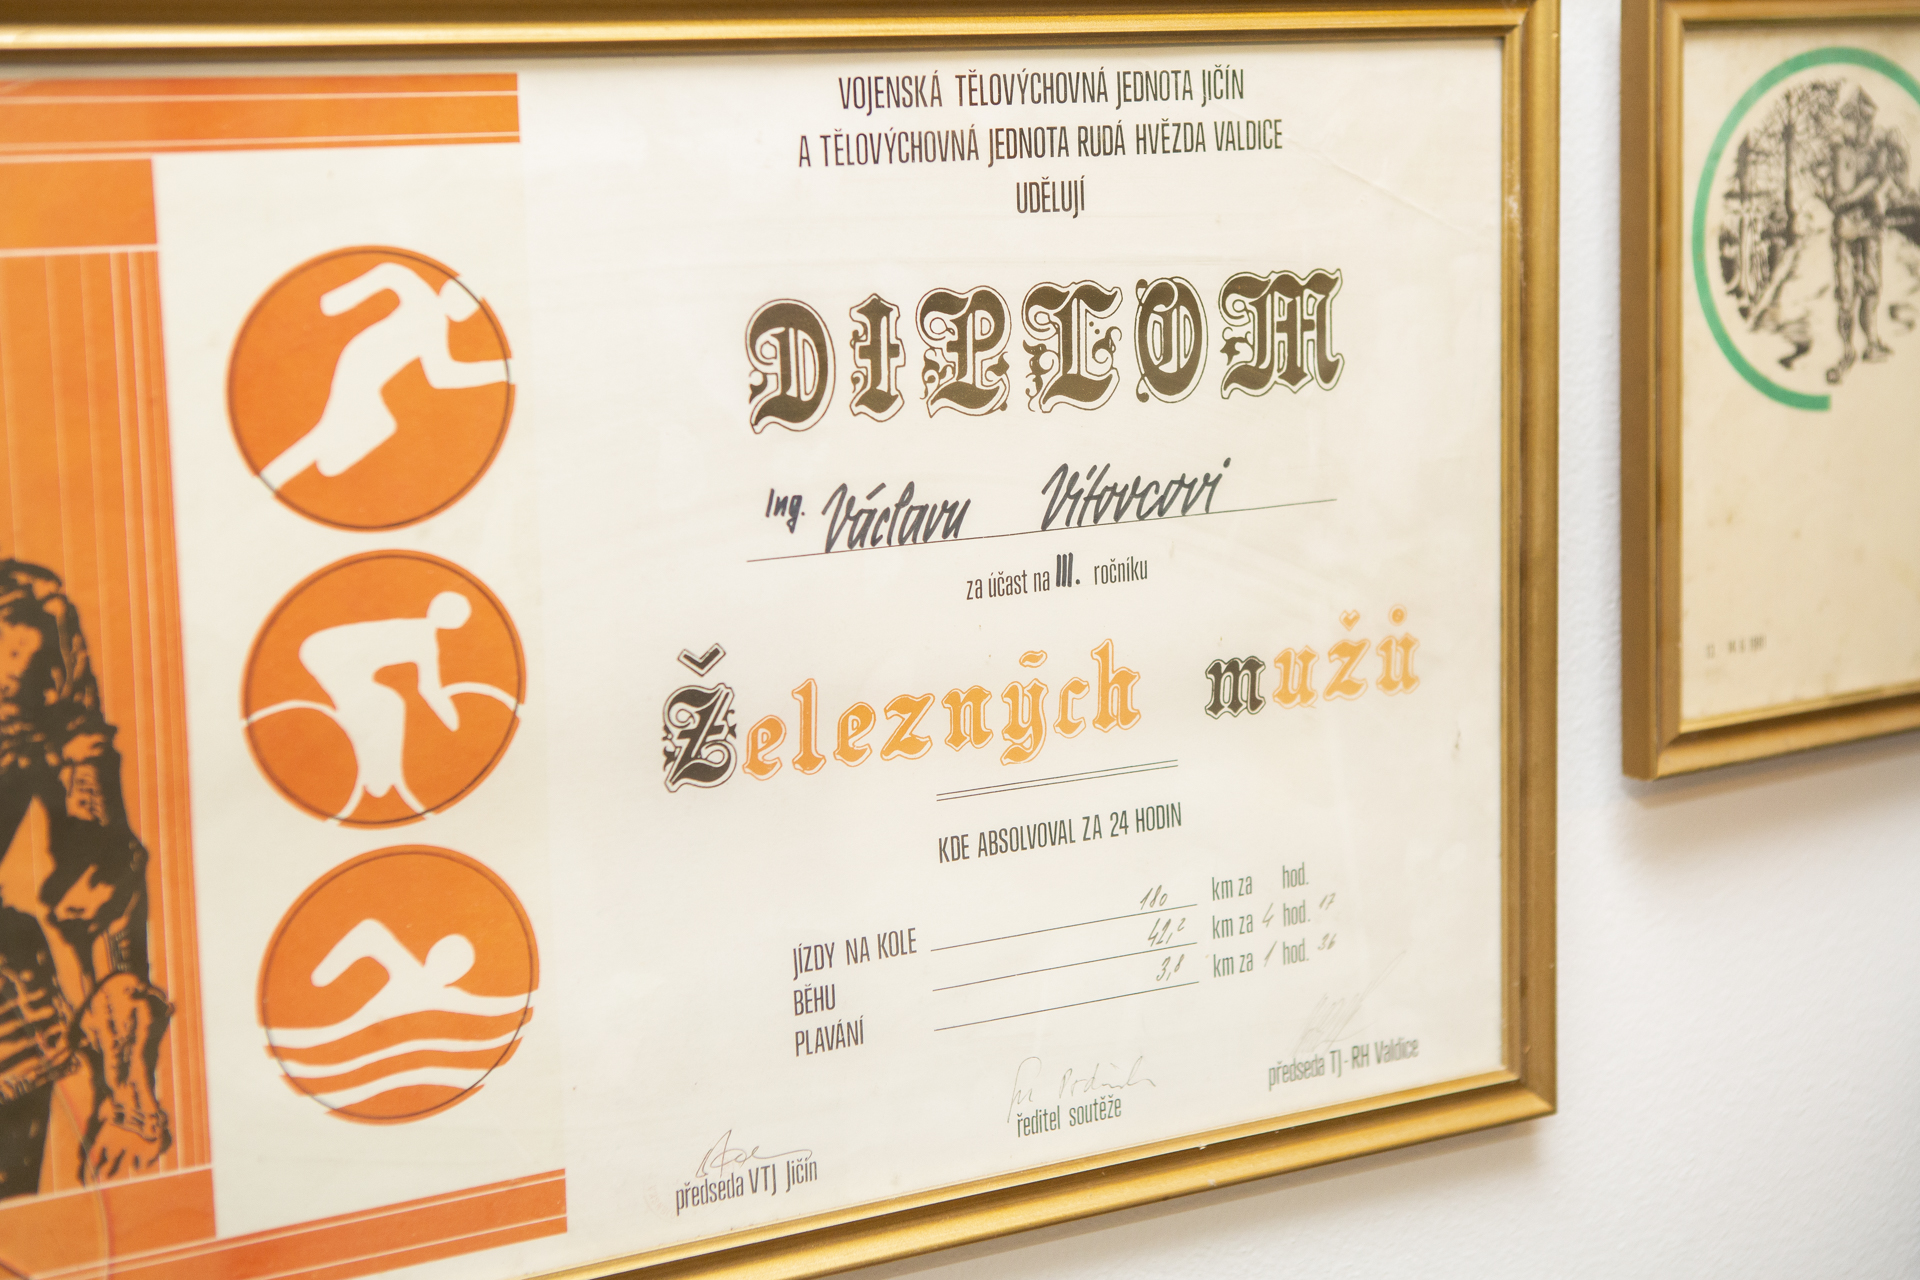 VOJENSKÁ TĚLOVÝCHOVNÁ JEDNOTA JIČÍN
A TĚLOVÝCHOVNÁ JEDNOTA RUDÁ HVĚZDA VALDICE
UDĚLUJÍ
DIPLOM
Ing. Václavu Vítovcovi
za účast na III. ročníku
Železných mužů
KDE ABSOLVOVAL ZA 24 HODIN
JÍZDY NA KOLE 180 km za hod.
BĚHU 42,2 km za 4 hod. 17
PLAVÁNÍ 3,8 km za 1 hod. 36
předseda VTJ Jičín
ředitel soutěže
předseda TJ-RH Valdice